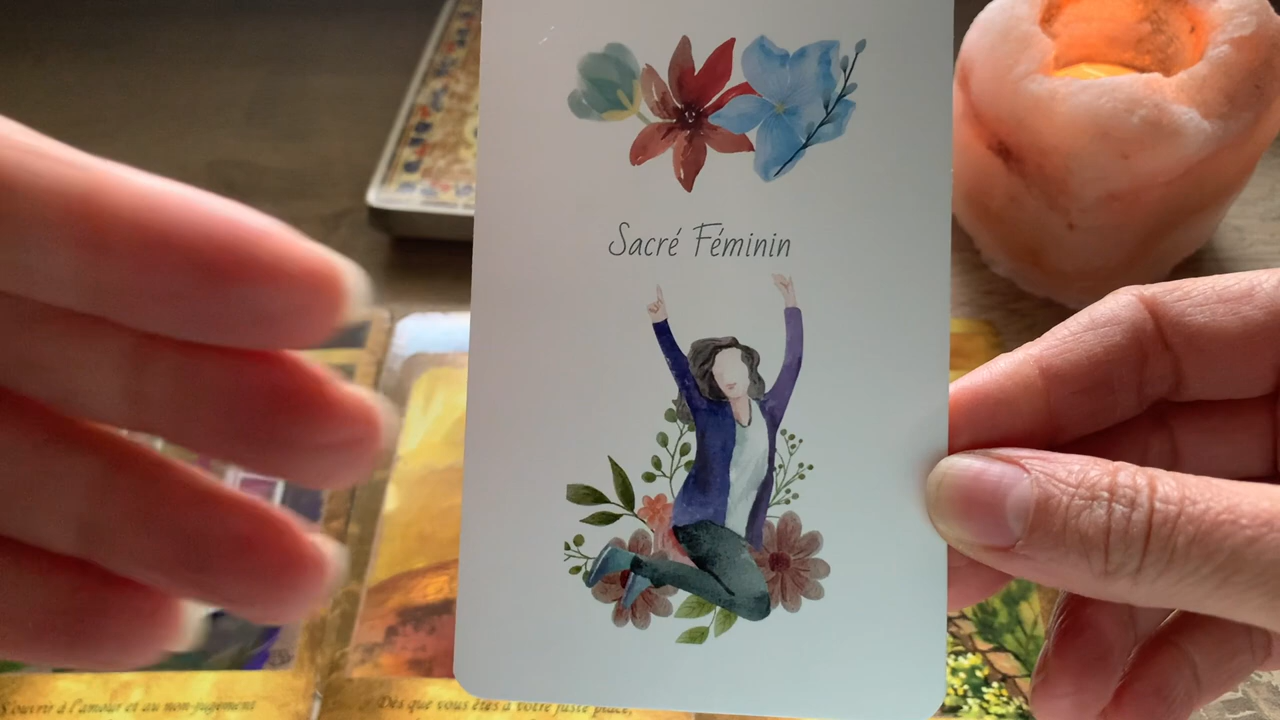 Sacré Féminin
S'ouvrir à l'amour et au non-jugement
Dès que vous êtes à votre juste place,